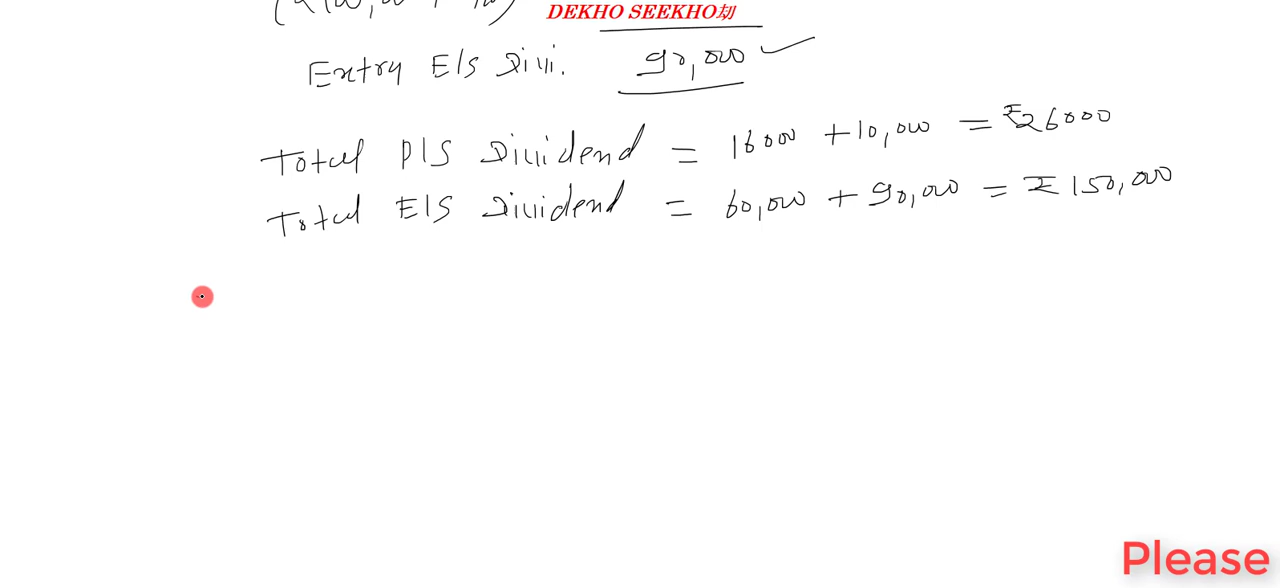 DEKHO SEEKHO
Extry E/S Divi. 90,000
Total P/S Dividend = 16000 + 10,000 = ₹26000
Total E/S Dividend = 60,000 + 90,000 = ₹150,000
Please